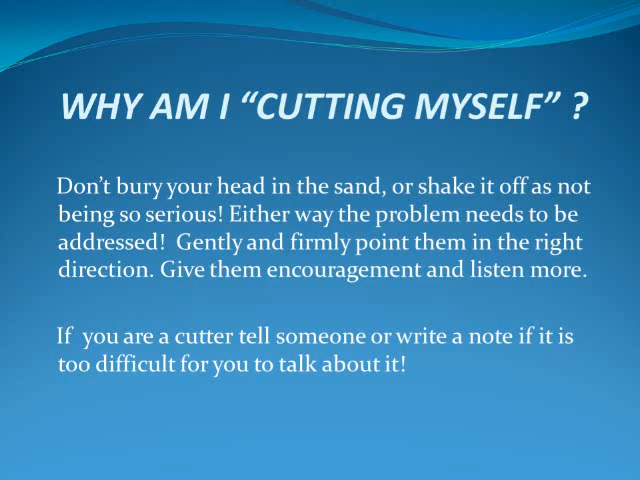 WHY AM I “CUTTING MYSELF” ?
Don’t bury your head in the sand, or shake it off as not
being so serious! Either way the problem needs to be
addressed!  Gently and firmly point them in the right
direction. Give them encouragement and listen more.
If  you are a cutter tell someone or write a note if it is
too difficult for you to talk about it!